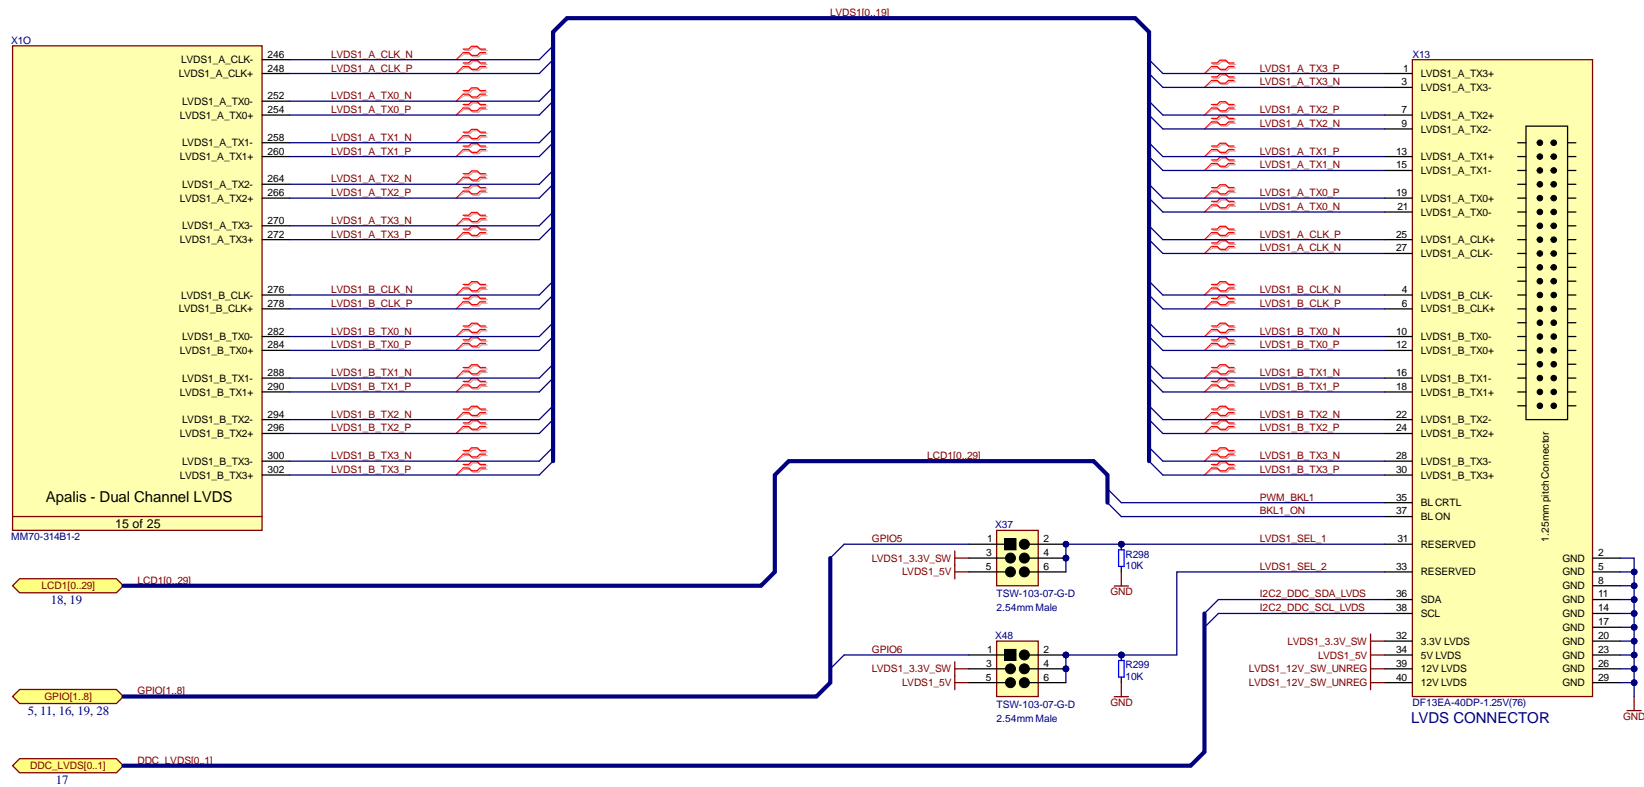 LVDS1[0..19]
X1O
LVDS1_A_CLK- 246 LVDS1_A_CLK_N
LVDS1_A_CLK+ 248 LVDS1_A_CLK_P
LVDS1_A_TX0- 252 LVDS1_A_TX0_N
LVDS1_A_TX0+ 254 LVDS1_A_TX0_P
LVDS1_A_TX1- 258 LVDS1_A_TX1_N
LVDS1_A_TX1+ 260 LVDS1_A_TX1_P
LVDS1_A_TX2- 264 LVDS1_A_TX2_N
LVDS1_A_TX2+ 266 LVDS1_A_TX2_P
LVDS1_A_TX3- 270 LVDS1_A_TX3_N
LVDS1_A_TX3+ 272 LVDS1_A_TX3_P
LVDS1_B_CLK- 276 LVDS1_B_CLK_N
LVDS1_B_CLK+ 278 LVDS1_B_CLK_P
LVDS1_B_TX0- 282 LVDS1_B_TX0_N
LVDS1_B_TX0+ 284 LVDS1_B_TX0_P
LVDS1_B_TX1- 288 LVDS1_B_TX1_N
LVDS1_B_TX1+ 290 LVDS1_B_TX1_P
LVDS1_B_TX2- 294 LVDS1_B_TX2_N
LVDS1_B_TX2+ 296 LVDS1_B_TX2_P
LVDS1_B_TX3- 300 LVDS1_B_TX3_N
LVDS1_B_TX3+ 302 LVDS1_B_TX3_P
Apalis - Dual Channel LVDS
15 of 25
MM70-314B1-2
X13
LVDS1_A_TX3_P 1 LVDS1_A_TX3+
LVDS1_A_TX3_N 3 LVDS1_A_TX3-
LVDS1_A_TX2_P 7 LVDS1_A_TX2+
LVDS1_A_TX2_N 9 LVDS1_A_TX2-
LVDS1_A_TX1_P 13 LVDS1_A_TX1+
LVDS1_A_TX1_N 15 LVDS1_A_TX1-
LVDS1_A_TX0_P 19 LVDS1_A_TX0+
LVDS1_A_TX0_N 21 LVDS1_A_TX0-
LVDS1_A_CLK_P 25 LVDS1_A_CLK+
LVDS1_A_CLK_N 27 LVDS1_A_CLK-
LVDS1_B_CLK_N 4 LVDS1_B_CLK-
LVDS1_B_CLK_P 6 LVDS1_B_CLK+
LVDS1_B_TX0_N 10 LVDS1_B_TX0-
LVDS1_B_TX0_P 12 LVDS1_B_TX0+
LVDS1_B_TX1_N 16 LVDS1_B_TX1-
LVDS1_B_TX1_P 18 LVDS1_B_TX1+
LVDS1_B_TX2_N 22 LVDS1_B_TX2-
LVDS1_B_TX2_P 24 LVDS1_B_TX2+
LVDS1_B_TX3_N 28 LVDS1_B_TX3-
LVDS1_B_TX3_P 30 LVDS1_B_TX3+
1.25mm pitch Connector
LCD1[0..29]
PWM_BKL1 35 BL CRTL
BKL1_ON 37 BL ON
LVDS1_SEL_1 31 RESERVED
LVDS1_SEL_2 33 RESERVED
I2C2_DDC_SDA_LVDS 36 SDA
I2C2_DDC_SCL_LVDS 38 SCL
LVDS1_3.3V_SW 32 3.3V LVDS
LVDS1_5V 34 5V LVDS
LVDS1_12V_SW_UNREG 39 12V LVDS
LVDS1_12V_SW_UNREG 40 12V LVDS
GND 2
GND 5
GND 8
GND 11
GND 14
GND 17
GND 20
GND 23
GND 26
GND 29
GND
DF13EA-40DP-1.25V(76)
LVDS CONNECTOR
X37
GPIO5 1 2
LVDS1_3.3V_SW 3 4
LVDS1_5V 5 6
TSW-103-07-G-D
2.54mm Male
R298
10K
GND
X48
GPIO6 1 2
LVDS1_3.3V_SW 3 4
LVDS1_5V 5 6
TSW-103-07-G-D
2.54mm Male
R299
10K
GND
LCD1[0..29] LCD1[0..29]
18, 19
GPIO[1..8] GPIO[1..8]
5, 11, 16, 19, 28
DDC_LVDS[0..1] DDC_LVDS[0..1]
17